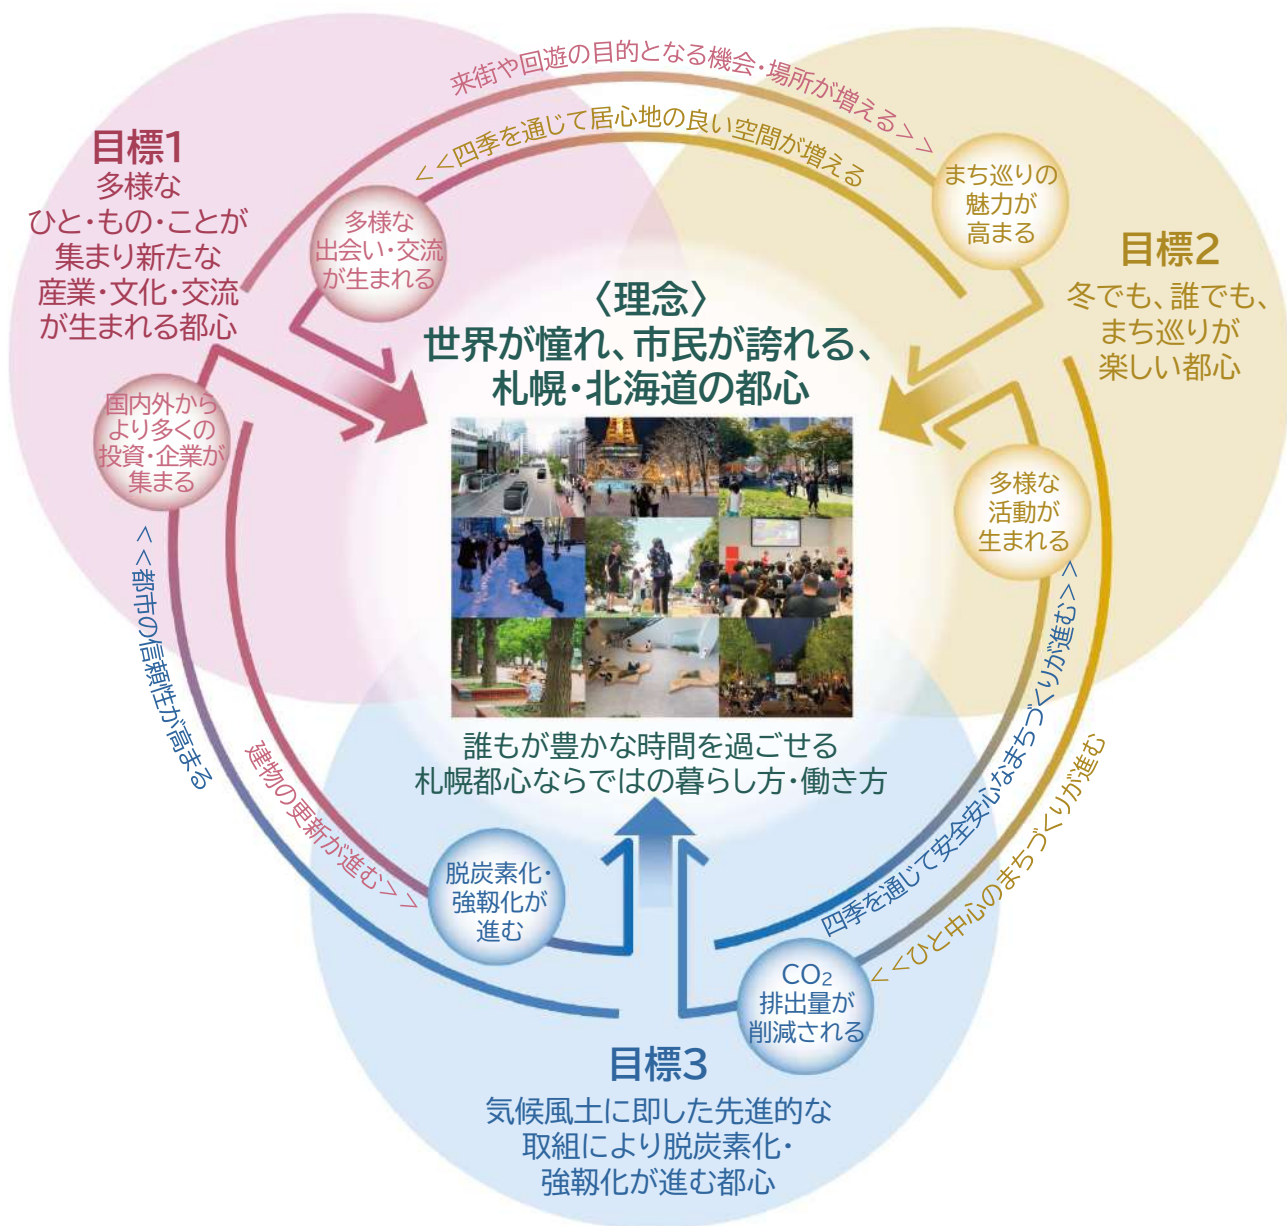 来街や回遊の目的となる機会・場所が増える>>
<<四季を通じて居心地の良い空間が増える
目標1
多様な
ひと・もの・ことが
集まり新たな
産業・文化・交流
が生まれる都心
多様な
出会い・交流
が生まれる
まち巡りの
魅力が
高まる
目標2
冬でも、誰でも、
まち巡りが
楽しい都心
〈理念〉
世界が憧れ、市民が誇れる、
札幌・北海道の都心
国内外から
より多くの
投資・企業が
集まる
多様な
活動が
生まれる
<<都市の信頼性が高まる
建物の更新が進む>>
誰もが豊かな時間を過ごせる
札幌都心ならではの暮らし方・働き方
四季を通じて安全安心なまちづくりが進む>>
<<ひと中心のまちづくりが進む
脱炭素化・
強靱化が
進む
CO₂
排出量が
削減される
目標3
気候風土に即した先進的な
取組により脱炭素化・
強靱化が進む都心